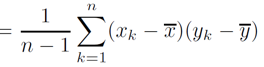 = \frac{1}{n-1} \sum_{k=1}^{n} (x_k - \overline{x})(y_k - \overline{y})